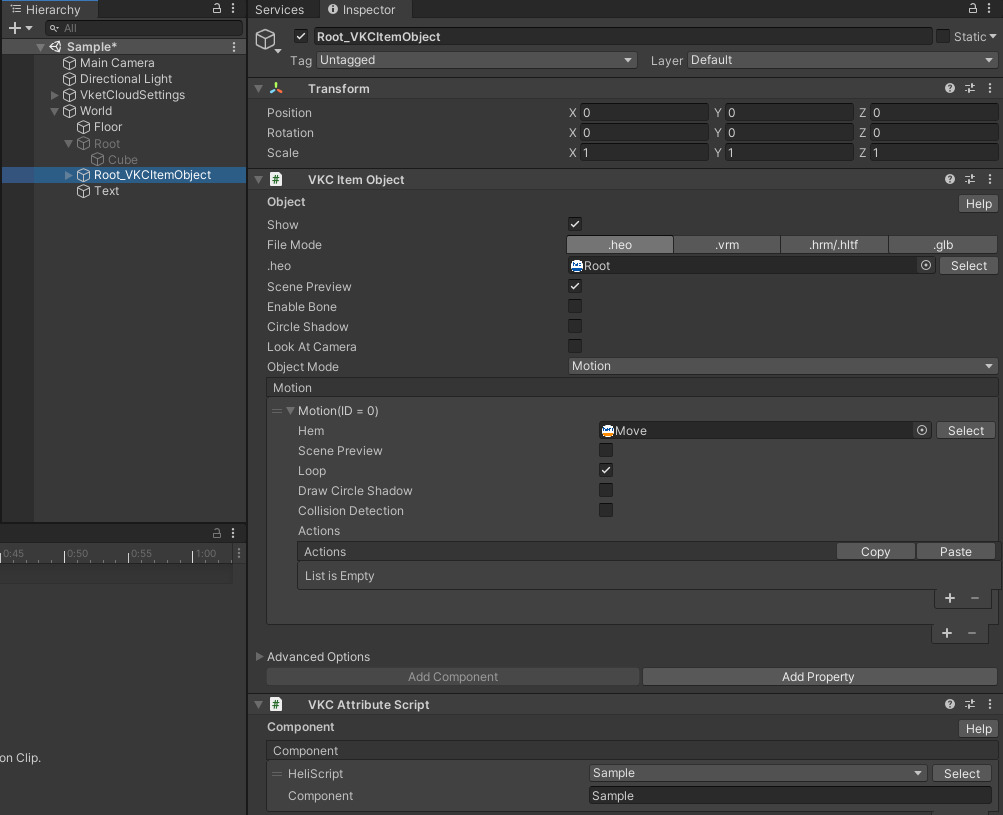 Hierarchy
All
Sample*
Main Camera
Directional Light
VketCloudSettings
World
Floor
Root
Cube
Root_VKCItemObject
Text
0:45 0:50 0:55 1:00
on Clip.
Services Inspector
Root_VKCItemObject Static
Tag Untagged Layer Default
Transform
Position X 0 Y 0 Z 0
Rotation X 0 Y 0 Z 0
Scale X 1 Y 1 Z 1
# VKC Item Object
Object Help
Show
File Mode .heo .vrm .hrm/.hltf .glb
.heo Root Select
Scene Preview
Enable Bone
Circle Shadow
Look At Camera
Object Mode Motion
Motion
Motion(ID = 0)
Hem Move Select
Scene Preview
Loop
Draw Circle Shadow
Collision Detection
Actions
Actions Copy Paste
List is Empty
+ −
+ −
Advanced Options
Add Component Add Property
# VKC Attribute Script
Component Help
Component
HeliScript Sample Select
Component Sample